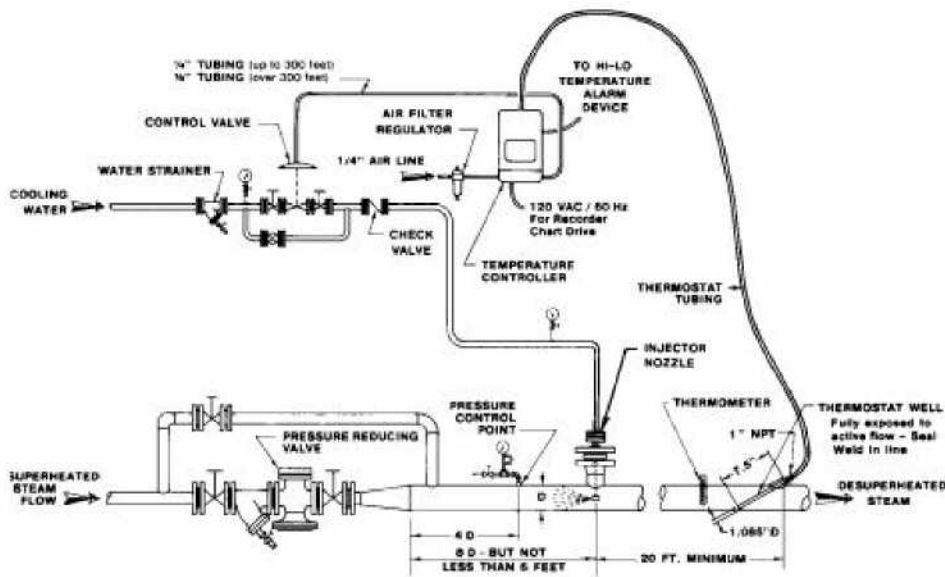 ¼" TUBING (up to 300 feet)
⅜" TUBING (over 300 feet)
TO HI-LO
TEMPERATURE
ALARM
DEVICE
CONTROL VALVE
AIR FILTER
REGULATOR
1/4" AIR LINE
WATER STRAINER
COOLING
WATER
120 VAC / 60 Hz
For Recorder
Chart Drive
CHECK
VALVE
TEMPERATURE
CONTROLLER
THERMOSTAT
TUBING
INJECTOR
NOZZLE
PRESSURE
CONTROL
POINT
THERMOMETER
THERMOSTAT WELL
Fully exposed to
active flow - Seal
Weld in line
1" NPT
7.5"
PRESSURE REDUCING
VALVE
SUPERHEATED
STEAM
FLOW
D
DESUPERHEATED
STEAM
4 D
8 D - BUT NOT
LESS THAN 5 FEET
20 FT. MINIMUM